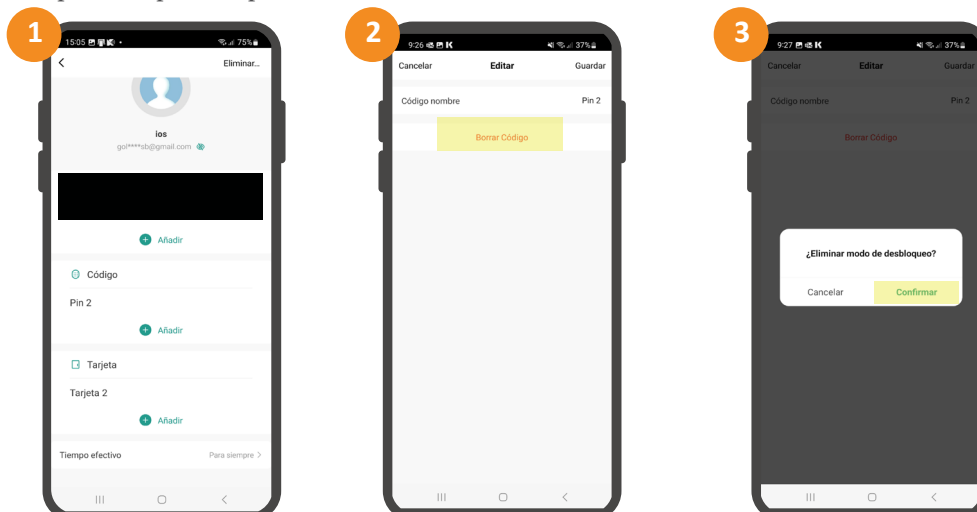 1
15:05
75%
Eliminar...
ios
gol****sb@gmail.com
Añadir
Código
Pin 2
Añadir
Tarjeta
Tarjeta 2
Añadir
Tiempo efectivo Para siempre >
2
9:26 K 37%
Cancelar Editar Guardar
Código nombre Pin 2
Borrar Código
3
9:27 K 37%
Cancelar Editar Guardar
Código nombre Pin 2
Borrar Código
¿Eliminar modo de desbloqueo?
Cancelar Confirmar